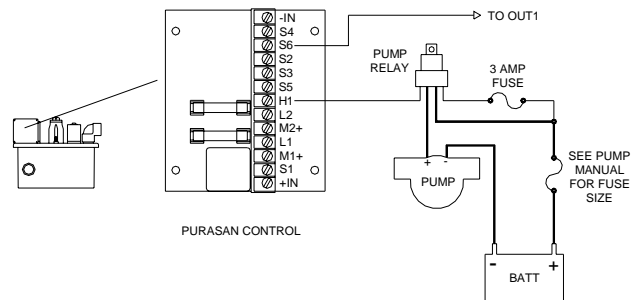 -IN
S4
S6
S2
S3
S5
H1
L2
M2+
L1
M1+
S1
+IN
TO OUT1
PUMP
RELAY
3 AMP
FUSE
+ -
PUMP
SEE PUMP
MANUAL
FOR FUSE
SIZE
- +
BATT
PURASAN CONTROL